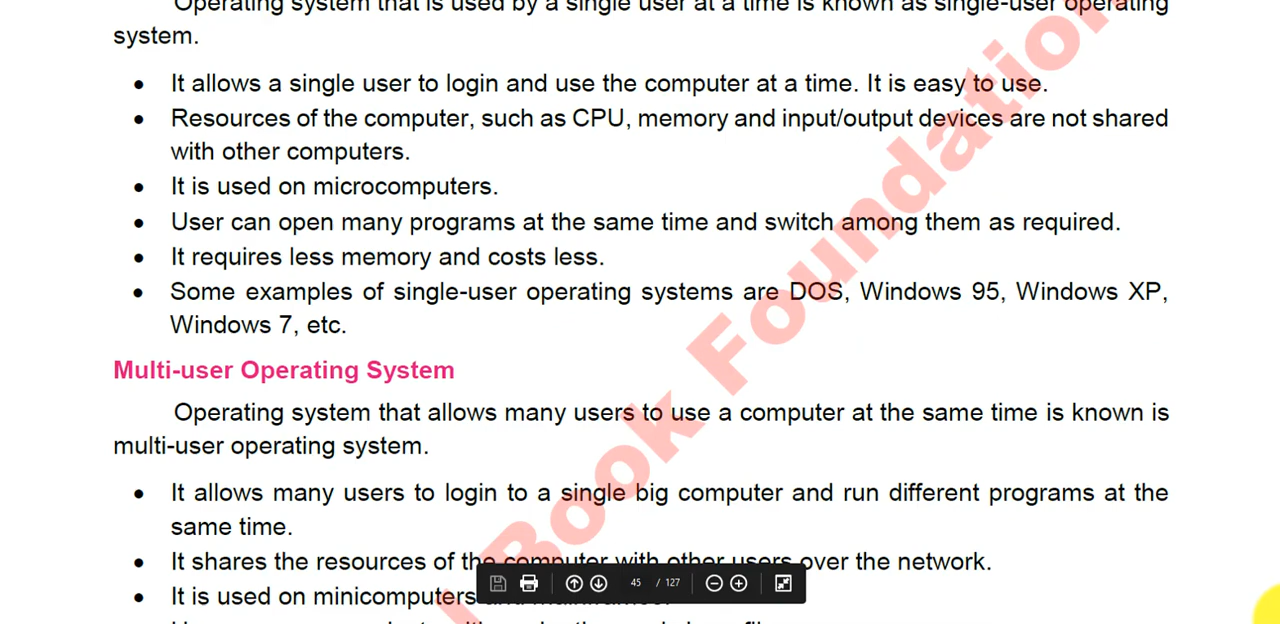 Operating system that is used by a single user at a time is known as single-user operating
system.
• It allows a single user to login and use the computer at a time. It is easy to use.
• Resources of the computer, such as CPU, memory and input/output devices are not shared
with other computers.
• It is used on microcomputers.
• User can open many programs at the same time and switch among them as required.
• It requires less memory and costs less.
• Some examples of single-user operating systems are DOS, Windows 95, Windows XP,
Windows 7, etc.
Multi-user Operating System
Operating system that allows many users to use a computer at the same time is known is
multi-user operating system.
• It allows many users to login to a single big computer and run different programs at the
same time.
• It shares the resources of the computer with other users over the network.
• It is used on minicomputers and mainframes.
45 / 127
Book Foundation